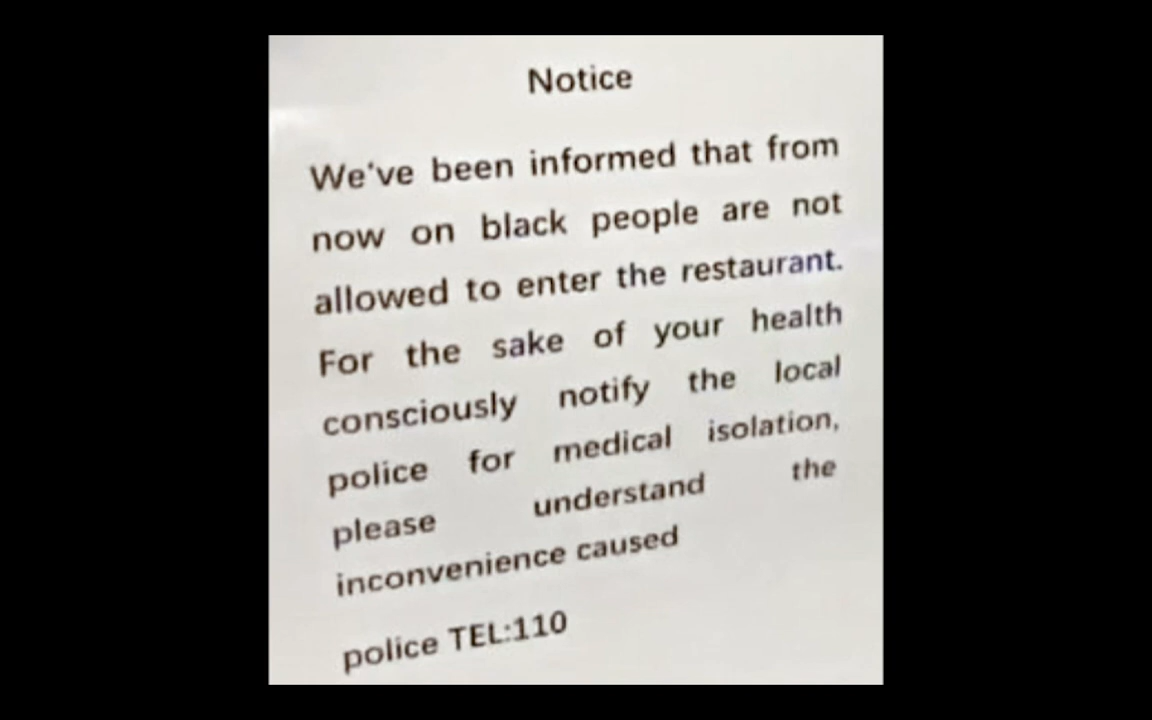 Notice
We've been informed that from
now on black people are not
allowed to enter the restaurant.
For the sake of your health
consciously notify the local
police for medical isolation,
please understand the
inconvenience caused
police TEL:110